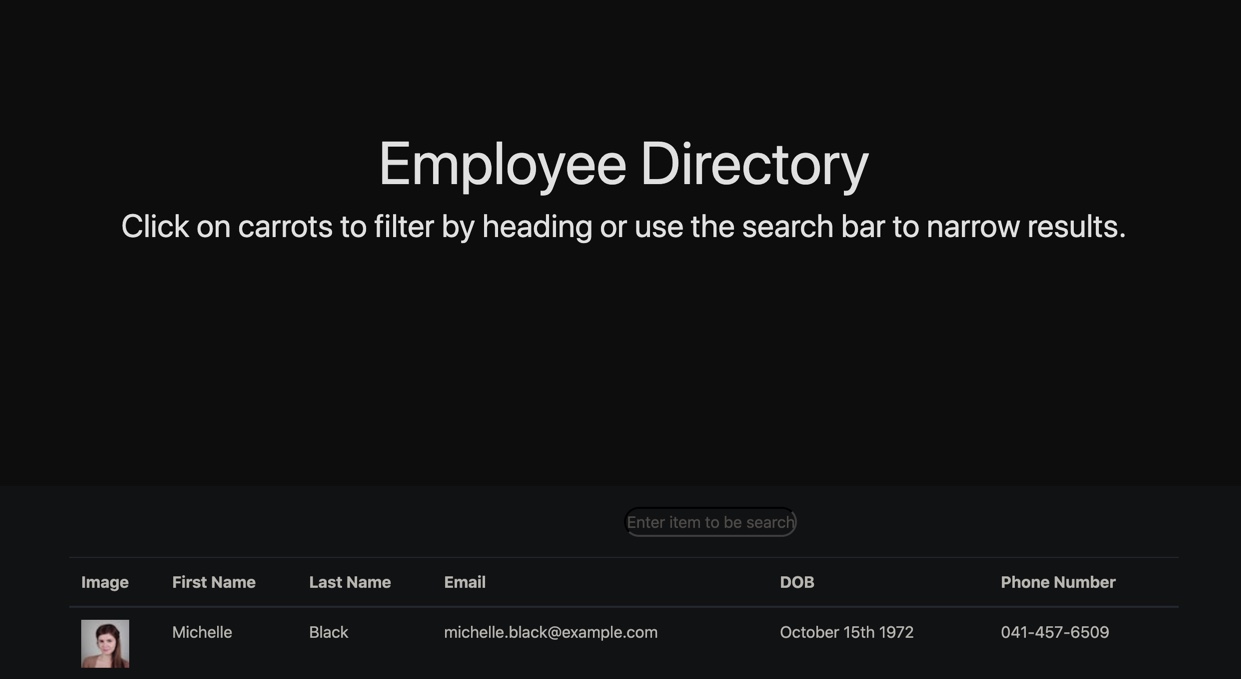 Employee Directory
Click on carrots to filter by heading or use the search bar to narrow results.
Enter item to be search
Image First Name Last Name Email DOB Phone Number
Michelle Black michelle.black@example.com October 15th 1972 041-457-6509